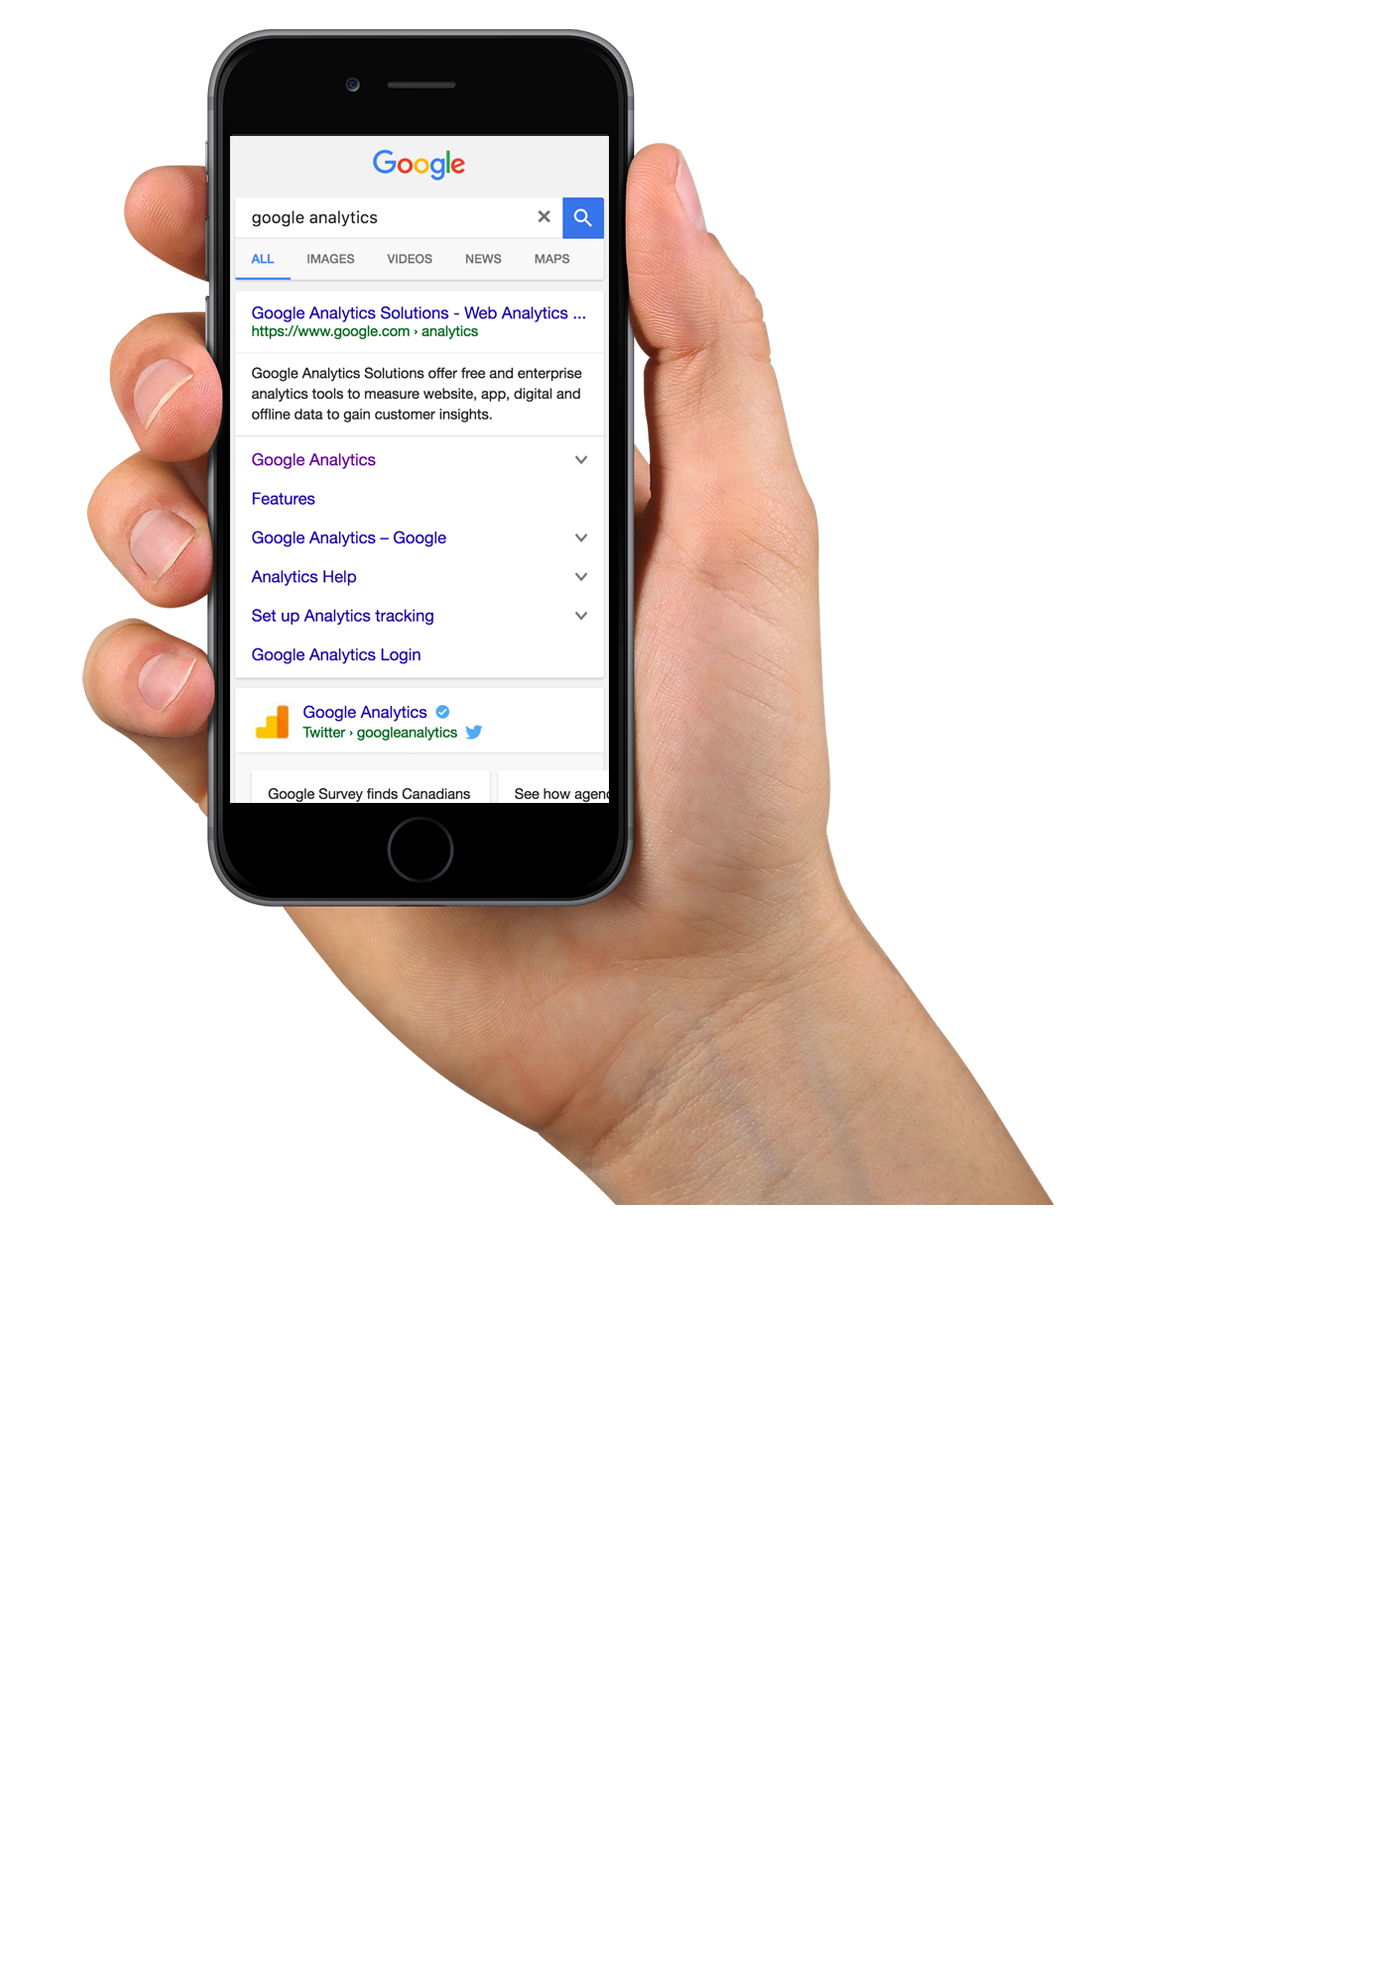 Google
google analytics
ALL IMAGES VIDEOS NEWS MAPS
Google Analytics Solutions - Web Analytics ...
https://www.google.com › analytics
Google Analytics Solutions offer free and enterprise
analytics tools to measure website, app, digital and
offline data to gain customer insights.
Google Analytics
Features
Google Analytics – Google
Analytics Help
Set up Analytics tracking
Google Analytics Login
Google Analytics
Twitter › googleanalytics
Google Survey finds Canadians
See how agenc